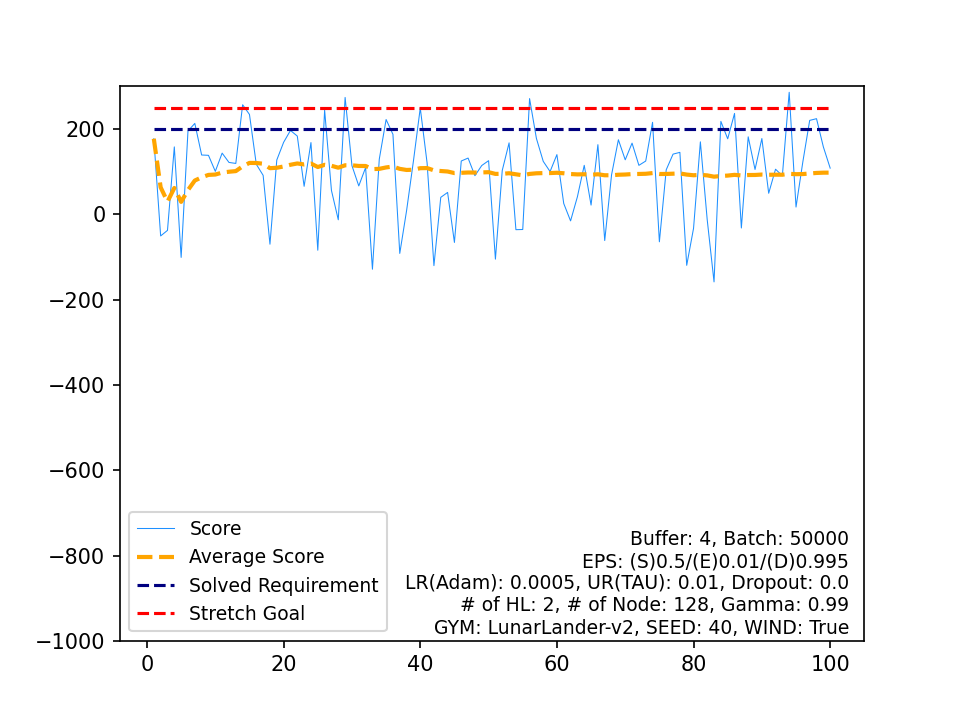 200
0
−200
−400
−600
−800
−1000
0
20
40
60
80
100
Score
Average Score
Solved Requirement
Stretch Goal
Buffer: 4, Batch: 50000
EPS: (S)0.5/(E)0.01/(D)0.995
LR(Adam): 0.0005, UR(TAU): 0.01, Dropout: 0.0
# of HL: 2, # of Node: 128, Gamma: 0.99
GYM: LunarLander-v2, SEED: 40, WIND: True